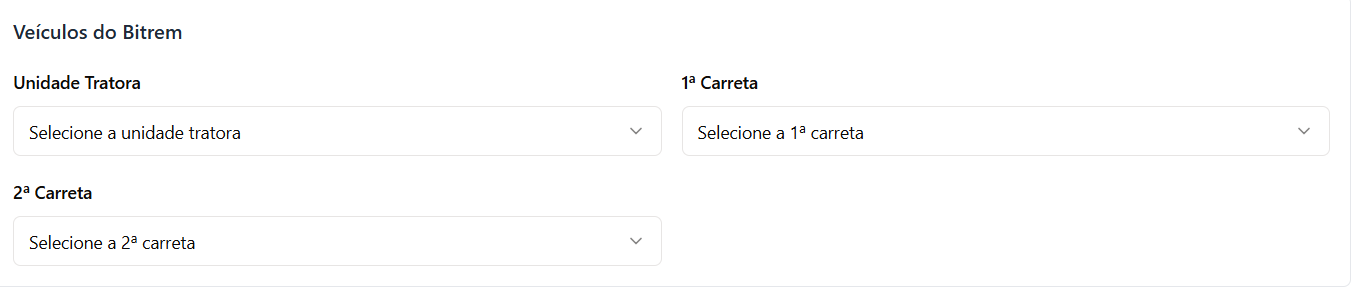 Veículos do Bitrem
Unidade Tratora
1ª Carreta
Selecione a unidade tratora
Selecione a 1ª carreta
2ª Carreta
Selecione a 2ª carreta